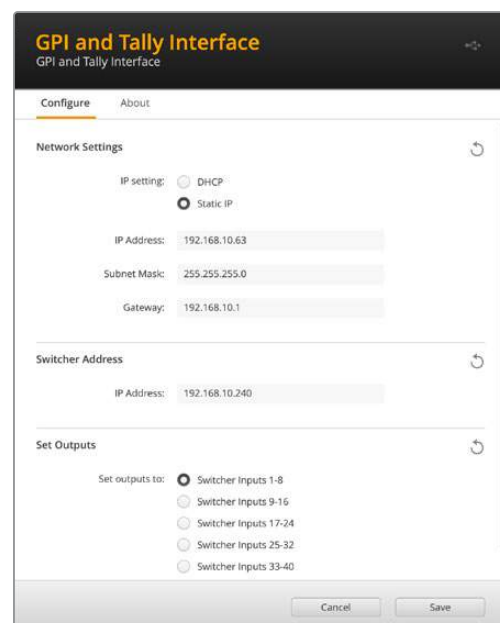 GPI and Tally Interface
GPI and Tally Interface
Configure About
Network Settings
IP setting: DHCP
Static IP
IP Address: 192.168.10.63
Subnet Mask: 255.255.255.0
Gateway: 192.168.10.1
Switcher Address
IP Address: 192.168.10.240
Set Outputs
Set outputs to: Switcher Inputs 1-8
Switcher Inputs 9-16
Switcher Inputs 17-24
Switcher Inputs 25-32
Switcher Inputs 33-40
Cancel Save